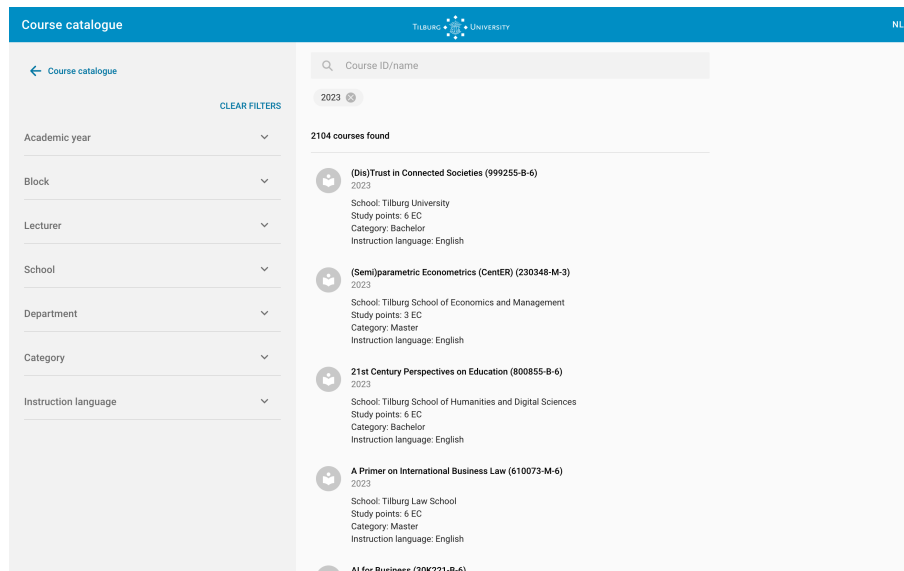 Course catalogue
TILBURG UNIVERSITY
NL
Course catalogue
CLEAR FILTERS
Academic year
Block
Lecturer
School
Department
Category
Instruction language
Course ID/name
2023
2104 courses found
(Dis)Trust in Connected Societies (999255-B-6)
2023
School: Tilburg University
Study points: 6 EC
Category: Bachelor
Instruction language: English
(Semi)parametric Econometrics (CentER) (230348-M-3)
2023
School: Tilburg School of Economics and Management
Study points: 3 EC
Category: Master
Instruction language: English
21st Century Perspectives on Education (800855-B-6)
2023
School: Tilburg School of Humanities and Digital Sciences
Study points: 6 EC
Category: Bachelor
Instruction language: English
A Primer on International Business Law (610073-M-6)
2023
School: Tilburg Law School
Study points: 6 EC
Category: Master
Instruction language: English
AI for Business (30K221-B-6)